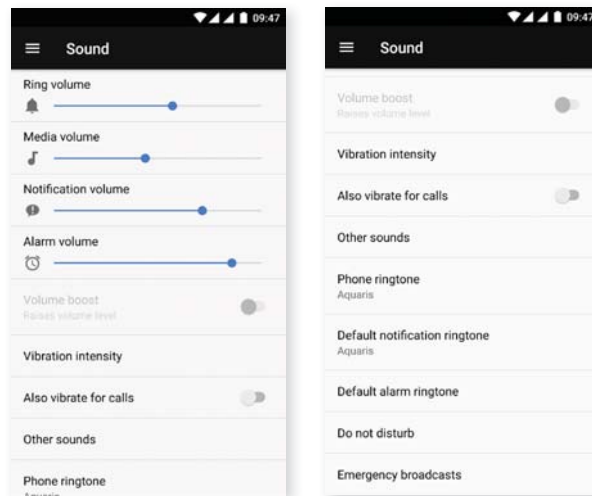 09:47
Sound
Ring volume
Media volume
Notification volume
Alarm volume
Volume boost
Raises volume level
Vibration intensity
Also vibrate for calls
Other sounds
Phone ringtone
Aquaris
09:47
Sound
Volume boost
Raises volume level
Vibration intensity
Also vibrate for calls
Other sounds
Phone ringtone
Aquaris
Default notification ringtone
Aquaris
Default alarm ringtone
Do not disturb
Emergency broadcasts